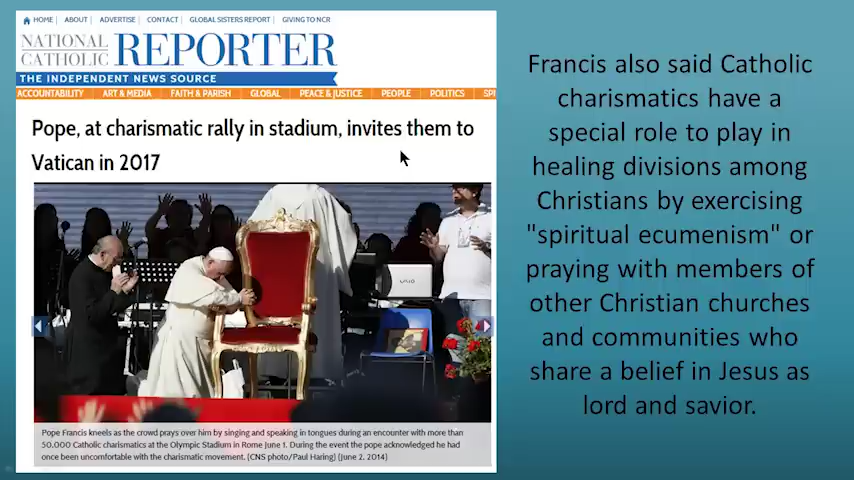 HOME | ABOUT | ADVERTISE | CONTACT | GLOBAL SISTERS REPORT | GIVING TO NCR
NATIONAL
CATHOLIC
REPORTER
THE INDEPENDENT NEWS SOURCE
ACCOUNTABILITY ART & MEDIA FAITH & PARISH GLOBAL PEACE & JUSTICE PEOPLE POLITICS SPI
Pope, at charismatic rally in stadium, invites them to
Vatican in 2017
Pope Francis kneels as the crowd prays over him by singing and speaking in tongues during an encounter with more than
50,000 Catholic charismatics at the Olympic Stadium in Rome June 1. During the event the pope acknowledged he had
once been uncomfortable with the charismatic movement. (CNS photo/Paul Haring) (June 2, 2014)
Francis also said Catholic
charismatics have a
special role to play in
healing divisions among
Christians by exercising
"spiritual ecumenism" or
praying with members of
other Christian churches
and communities who
share a belief in Jesus as
lord and savior.